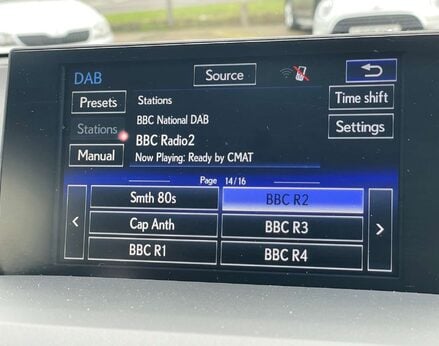 DAB
Source
Presets
Stations
Time shift
BBC National DAB
Stations
BBC Radio2
Settings
Manual
Now Playing: Ready by CMAT
Page 14/16
Smth 80s
BBC R2
<
Cap Anth
BBC R3
>
BBC R1
BBC R4